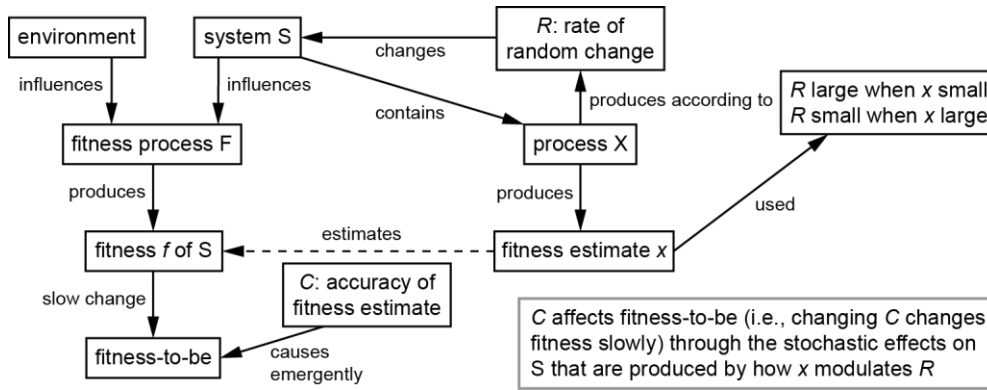 environment
system S
R: rate of
random change
changes
influences
influences
contains
produces according to
R large when x small
R small when x large
fitness process F
process X
produces
produces
used
fitness f of S
estimates
fitness estimate x
slow change
C: accuracy of
fitness estimate
fitness-to-be
causes
emergently
C affects fitness-to-be (i.e., changing C changes
fitness slowly) through the stochastic effects on
S that are produced by how x modulates R